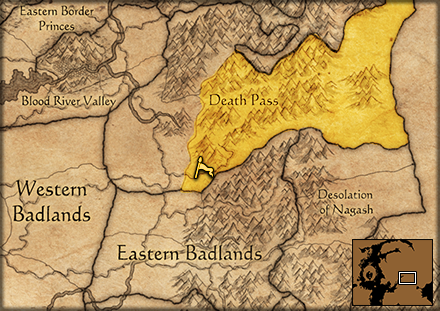 Eastern Border
Princes
Blood River Valley
Death Pass
Western
Badlands
Desolation
of Nagash
Eastern Badlands